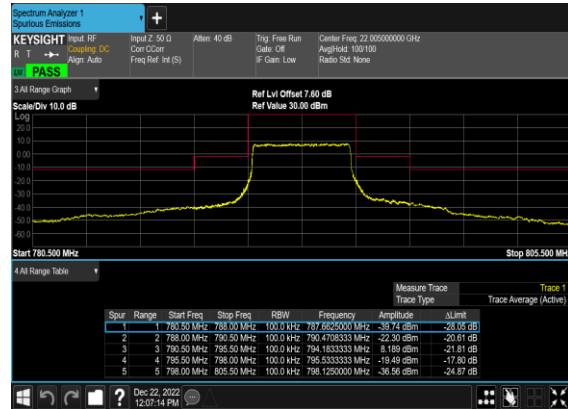 Spectrum Analyzer 1
Spurious Emissions
+
KEYSIGHT Input: RF Input Z: 50 Ω Atten: 40 dB Trig: Free Run Center Freq: 22.005000000 GHz
R T Coupling: DC Corr CCorr Gate: Off Avg|Hold: 100/100
Align: Auto Freq Ref: Int (S) IF Gain: Low Radio Std: None
LW PASS
3 All Range Graph
Ref Lvl Offset 7.60 dB
Scale/Div 10.0 dB Ref Value 30.00 dBm
Log
20.0
10.0
0.00
-10.0
-20.0
-30.0
-40.0
-50.0
-60.0
Start 780.500 MHz Stop 805.500 MH
4 All Range Table
Measure Trace Trace 1
Trace Type Trace Average (Active)
Spur Range Start Freq Stop Freq RBW Frequency Amplitude ΔLimit
1 1 780.50 MHz 788.00 MHz 100.0 kHz 787.6625000 MHz -39.74 dBm -28.05 dB
2 2 788.00 MHz 790.50 MHz 100.0 kHz 790.4708333 MHz -22.30 dBm -20.61 dB
3 3 790.50 MHz 795.50 MHz 100.0 kHz 794.1833333 MHz 8.189 dBm -21.81 dB
4 4 795.50 MHz 798.00 MHz 100.0 kHz 795.5333333 MHz -19.49 dBm -17.80 dB
5 5 798.00 MHz 805.50 MHz 100.0 kHz 798.1250000 MHz -36.56 dBm -24.87 dB
? Dec 22, 2022
12:07:14 PM